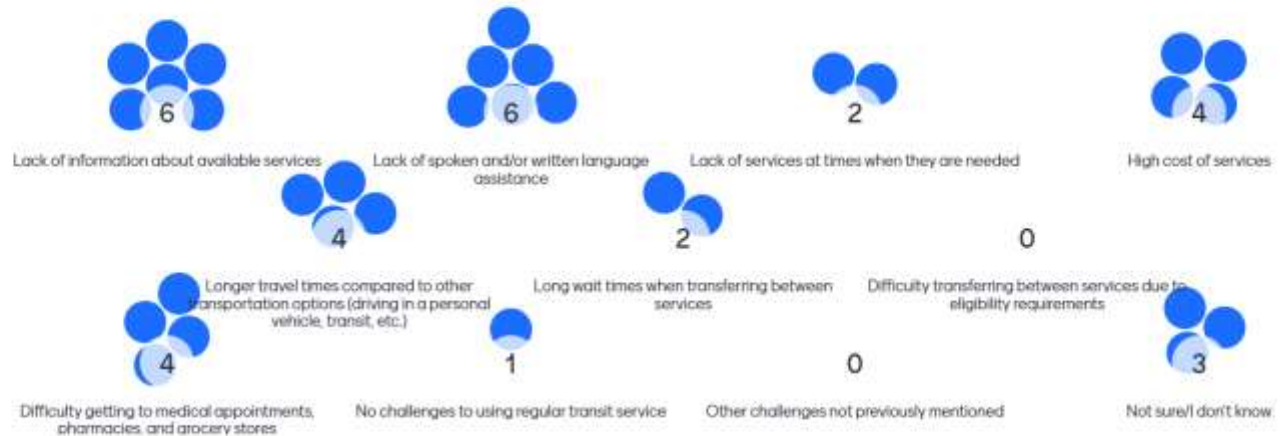 6
6
2
4
Lack of information about available services
Lack of spoken and/or written language
assistance
Lack of services at times when they are needed
High cost of services
4
2
0
Longer travel times compared to other
transportation options (driving in a personal
vehicle, transit, etc.)
Long wait times when transferring between
services
Difficulty transferring between services due to
eligibility requirements
4
1
0
3
Difficulty getting to medical appointments,
pharmacies, and grocery stores
No challenges to using regular transit service
Other challenges not previously mentioned
Not sure/I don't know